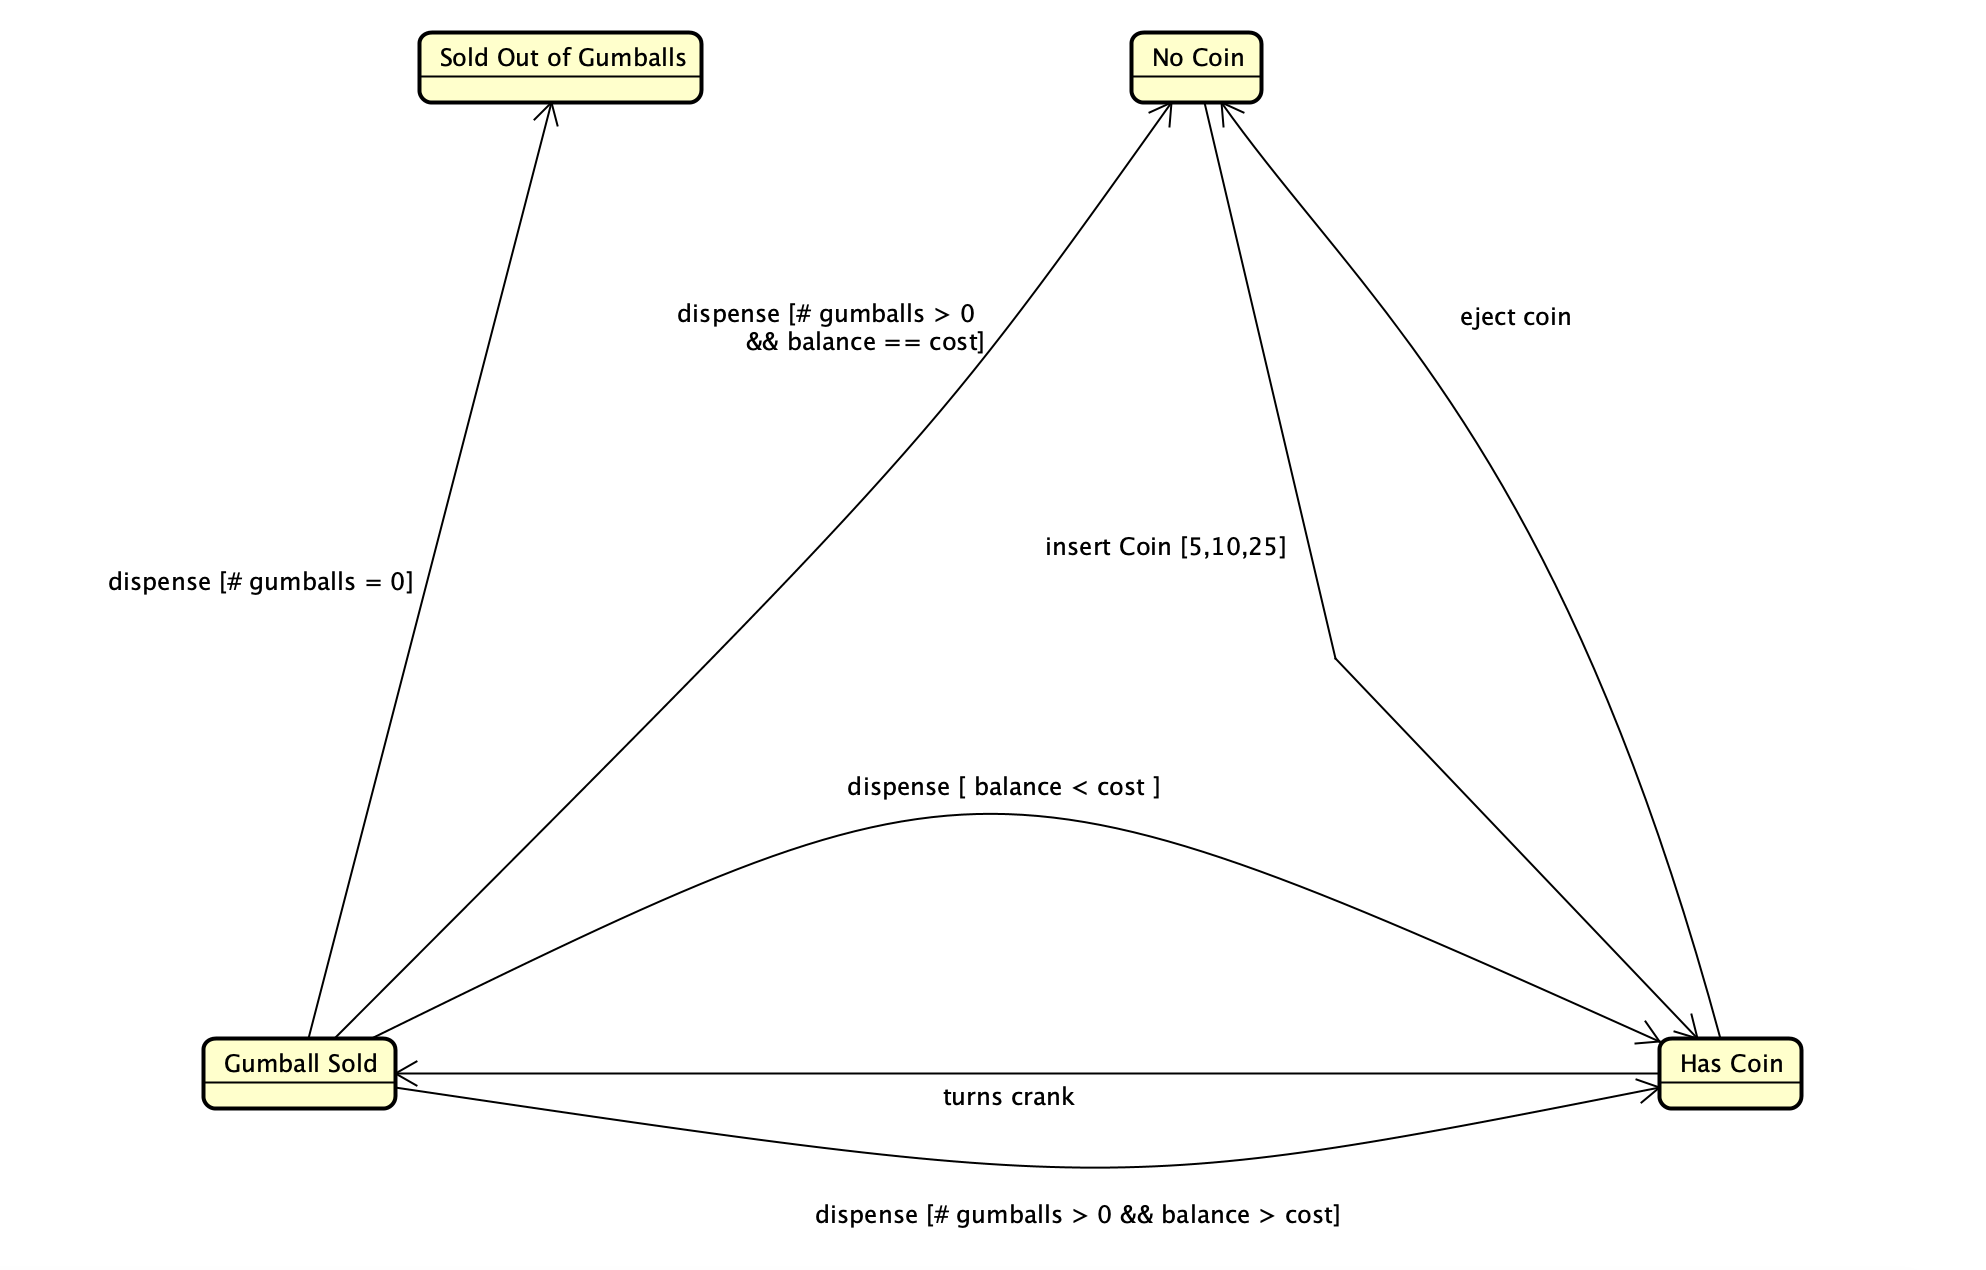 Sold Out of Gumballs
No Coin
dispense [# gumballs > 0
&& balance == cost]
eject coin
insert Coin [5,10,25]
dispense [# gumballs = 0]
dispense [ balance < cost ]
Gumball Sold
Has Coin
turns crank
dispense [# gumballs > 0 && balance > cost]